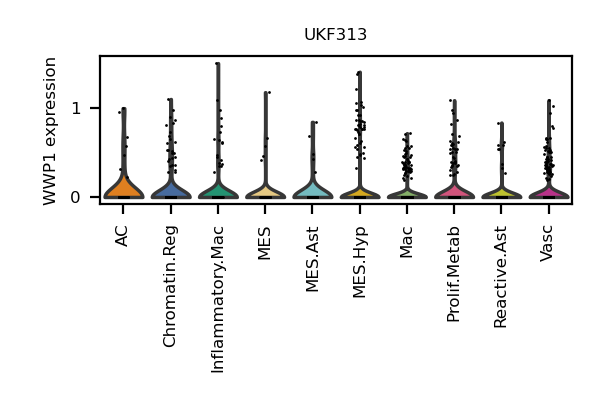 UKF313
WWP1 expression
1
0
AC
Chromatin.Reg
Inflammatory.Mac
MES
MES.Ast
MES.Hyp
Mac
Prolif.Metab
Reactive.Ast
Vasc